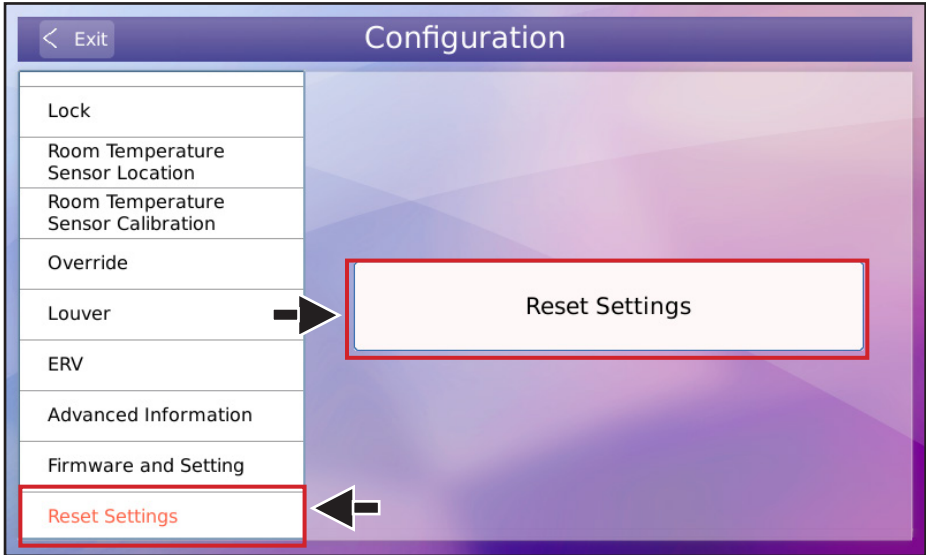 Exit
Configuration
Lock
Room Temperature
Sensor Location
Room Temperature
Sensor Calibration
Override
Louver
ERV
Advanced Information
Firmware and Setting
Reset Settings
Reset Settings